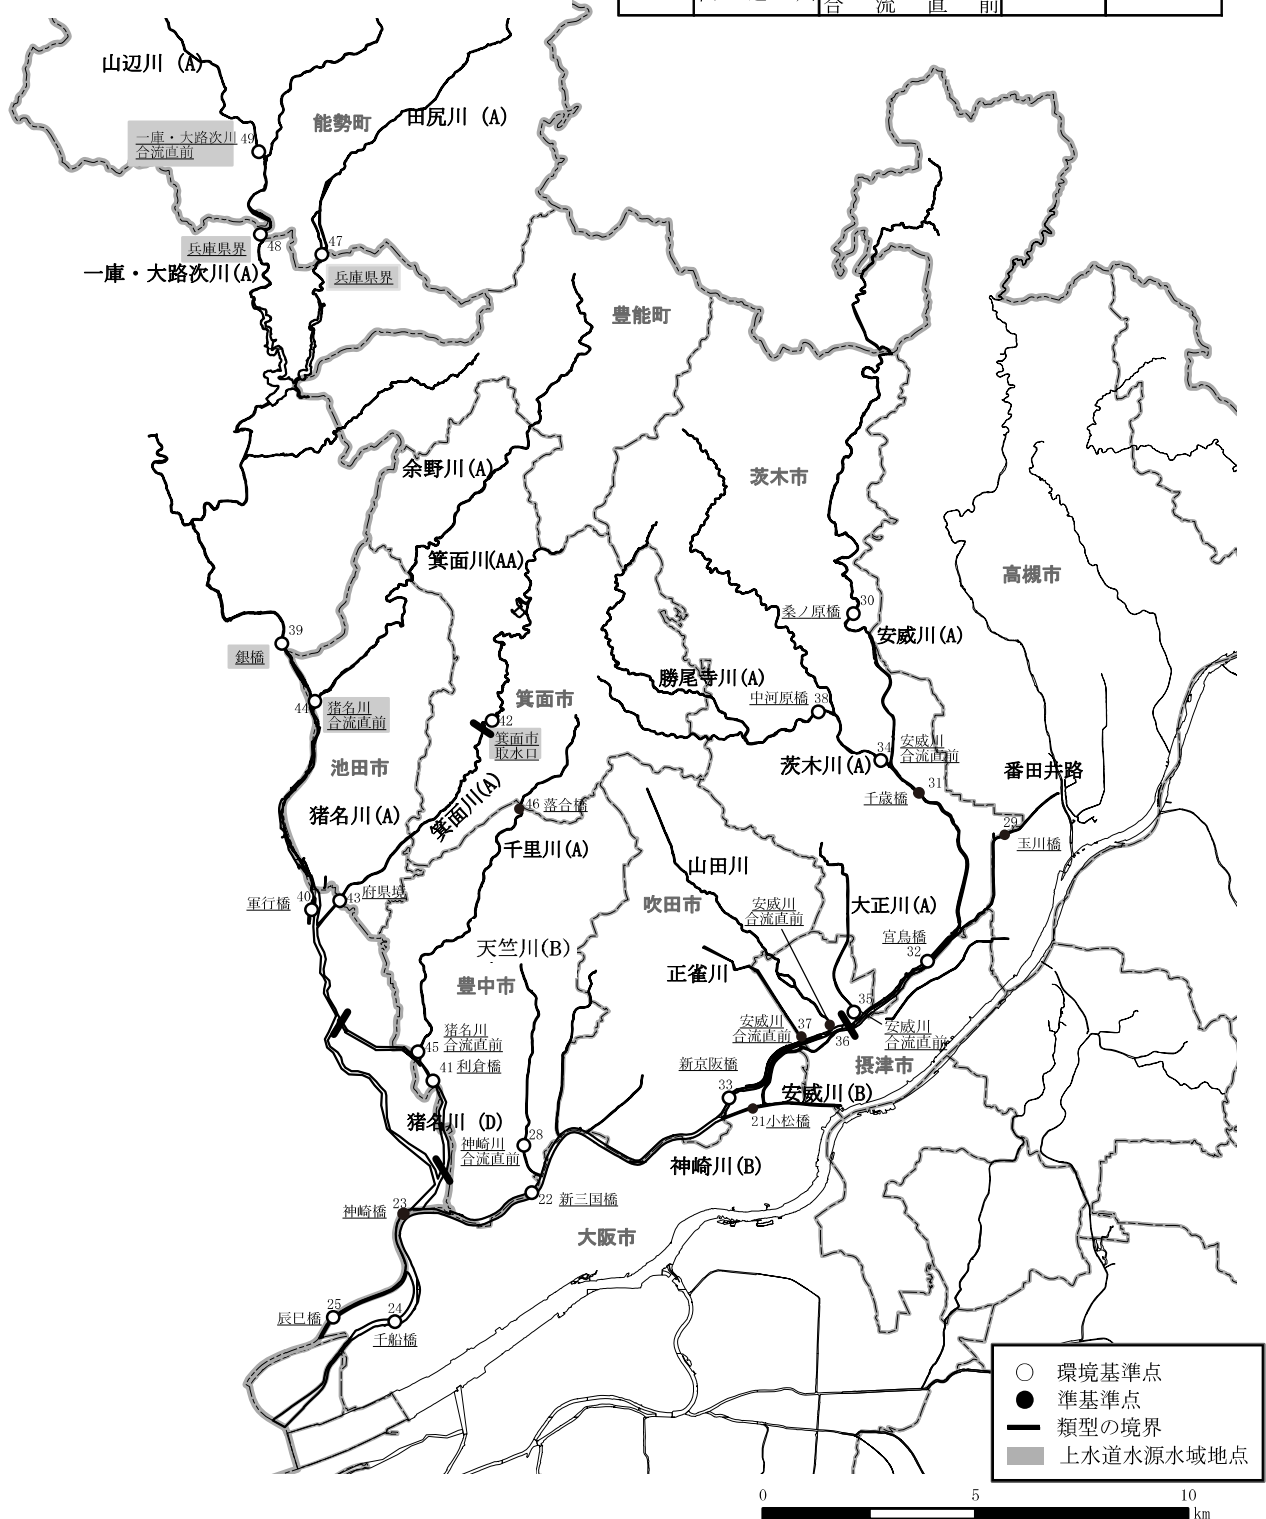 合流直前
山辺川 (A)
能勢町
田尻川 (A)
一庫・大路次川
合流直前
49
兵庫県界
48
47
兵庫県界
一庫・大路次川(A)
豊能町
余野川(A)
茨木市
箕面川(AA)
高槻市
30
桑ノ原橋
安威川(A)
39
銀橋
勝尾寺川(A)
中河原橋
38
44
猪名川
合流直前
箕面市
42
箕面市
取水口
34
安威川
合流直前
池田市
茨木川(A)
番田井路
31
千歳橋
猪名川(A)
箕面川(A)
46 落合橋
29
玉川橋
千里川(A)
山田川
40
軍行橋
43
府県境
吹田市
安威川
合流直前
大正川(A)
宮鳥橋
32
天竺川(B)
正雀川
豊中市
35
安威川
合流直前
37
安威川
合流直前
36
猪名川
合流直前
45
41 利倉橋
新京阪橋
33
摂津市
安威川(B)
21小松橋
猪名川 (D)
28
神崎川
合流直前
神崎川(B)
22 新三国橋
神崎橋
23
大阪市
25
辰巳橋
24
千船橋
環境基準点
準基準点
類型の境界
上水道水源水域地点
0 5 10
km